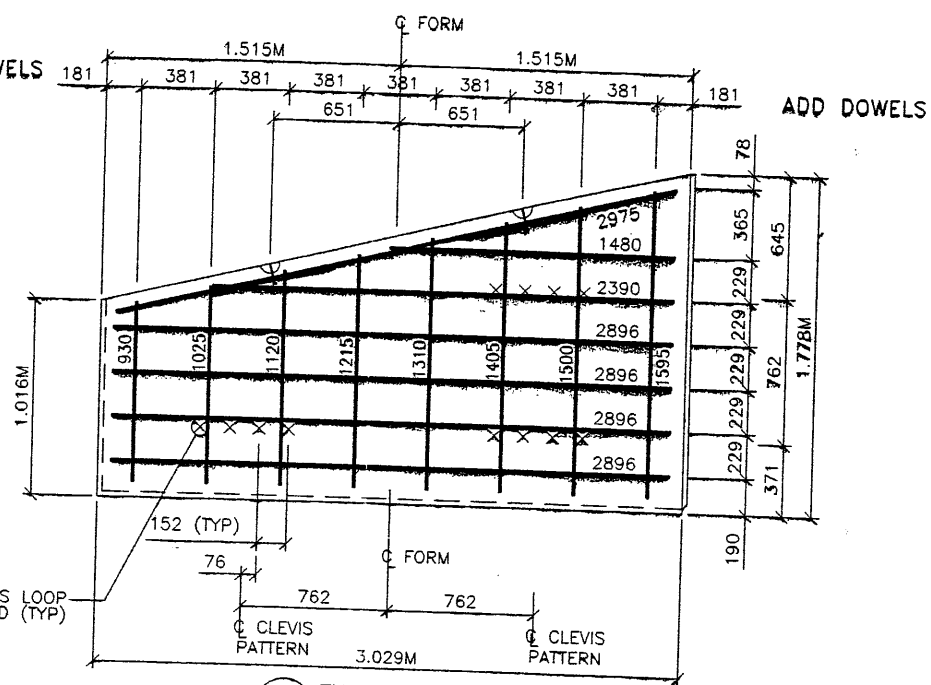 ℄ FORM
1.515M 1.515M
VELS 181 381 381 381 381 381 381 381 181 ADD DOWELS
651 651
78
2975 365 645
1480
2390 229
2896 229
930 1025 1120 1215 1310 1405 1500 1595
1.016M 2896 229 762 1.778M
2896 229
2896 229 371
152 (TYP) 190
℄ FORM
76
S LOOP 762 762
D (TYP)
℄ CLEVIS ℄ CLEVIS
PATTERN PATTERN
3.029M